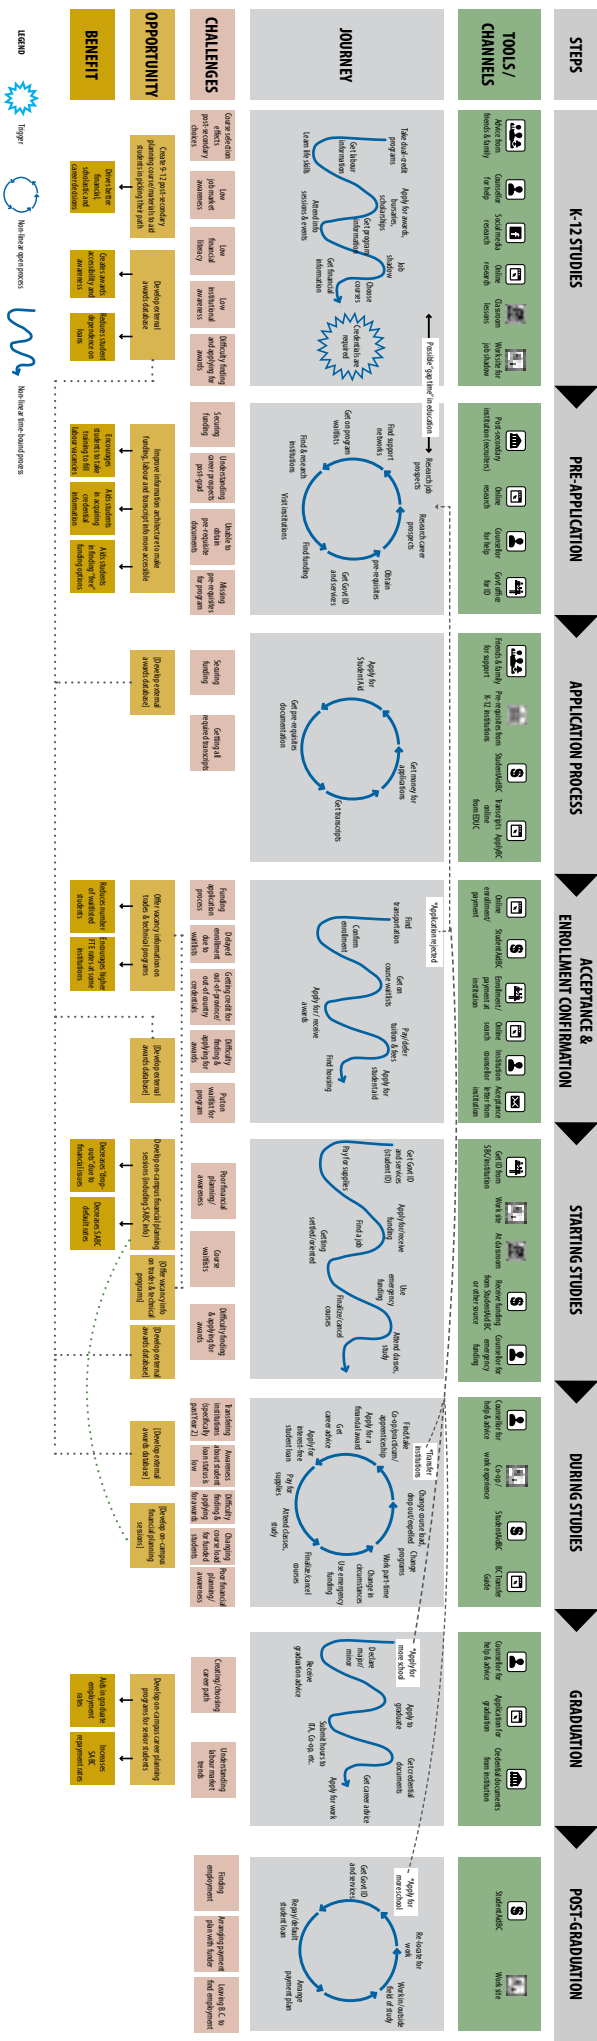 STEPS
K-12 STUDIES
PRE-APPLICATION
APPLICATION PROCESS
ACCEPTANCE &
ENROLLMENT CONFIRMATION
STARTING STUDIES
DURING STUDIES
GRADUATION
POST-GRADUATION
TOOLS/
CHANNELS
Advice from
friends & family
Counsellor
for help
Social media
research
Online
research
Classroom
lessons
Work site for
job shadow
Post-secondary
institution (recruiters)
Online
research
Counsellor
for help
Govt office
for ID
Friends & family
for support
Pre-requisites from
K-12 institutions
StudentAidBC
Transcripts
online
from EDUC
ApplyBC
Online
enrollment/
payment
StudentAidBC
Enrollment/
payment at
institution
Online
search
Institution
counsellor
Acceptance
letter from
institution
Get ID from
SBC/institution
Work site
At classroom
Receive funding
from StudentAid BC
or other source
Counsellor for
emergency
funding
Counsellor for
help & advice
Co-op /
work experience
StudentAidBC
BC Transfer
Guide
Counsellor for
help & advice
Application for
graduation
Credential documents
from institution
StudentAidBC
Work site
JOURNEY
Take dual-credit
programs
Get labour
information
Learn life skills
Apply for awards,
bursaries,
scholarships
Get program
information
Attend info
sessions & events
Job
shadow
Choose
courses
Get financial
information
Credentials are
required
Possible "gap time" in education
Research job
prospects
Find support
networks
Get on program
waitlists
Find & research
institutions
Visit institutions
Find funding
Get Govt ID
and services
Obtain
pre-requisites
Research career
prospects
Apply for
Student Aid
Get money for
applications
Get pre-requisites
documentation
Get transcripts
*Application rejected
Find
transportation
Confirm
enrollment
Get on
course waitlists
Apply for / receive
awards
Pay/defer
tuition & fees
Apply for
student aid
Find housing
Get Govt ID
and services
(student ID)
Pay for supplies
Apply for/receive
funding
Find a job
Getting
settled/oriented
Use
emergency
funding
Finalize/cancel
courses
Attend classes,
study
*Transfer
institutions
Find/take
Co-op/practicum/
apprenticeship
Apply for a
financial award
Get
career advice
Apply for
interest-free
student loan
Pay for
supplies
Attend classes,
study
Finalize/cancel
courses
Use emergency
funding
Change in
circumstances
Work part-time
Change
programs
Change course load,
drop out/expelled
*Apply for
more school
Declare
major/
minor
Receive
graduation advice
Apply to
graduate
Submit hours to
ITA, Co-op, etc.
Get credential
documents
Get career advice
Apply for work
*Apply for
more school
Get Govt ID
and services
Repay/default
student loan
Arrange
payment plan
Work in/outside
field of study
Re-locate for
work
CHALLENGES
Course selection
effects
post-secondary
choices
Low
job market
awareness
Low
financial
literacy
Low
institutional
awareness
Difficulty finding
and applying for
awards
Securing
funding
Understanding
career prospects
post-grad
Unable to
obtain
pre-requisite
documents
Missing
pre-requisites
for program
Securing
funding
Getting all
required transcripts
Funding
application
process
Delayed
enrollment
due to
waitlists
Getting credit for
out-of-province/
out-of country
credentials
Difficulty
finding &
applying for
awards
Put on
waitlist for
program
Poor financial
planning/
awareness
Course
waitlists
Difficulty finding
& applying for
awards
Transferring
institutions
(specifically
past Year 2)
Awareness
about student
loan status is
low
Difficulty
finding &
applying
for awards
Changing
course load
for funded
students
Poor financial
planning/
awareness
Creating/choosing
career path
Understanding
labour market
trends
Finding
employment
Arranging payment
plan with funder
Leaving B.C. to
find employment
OPPORTUNITY
Create 9-12 post-secondary
planning course/materials to aid
students in tracking their path
Develop external
awards database
Improve information architecture to make
funding, labour and transcript info more accessible
[Develop external
awards database]
Offer vacancy information on
trades & technical programs
[Develop external
awards database]
Develop on-campus financial planning
sessions (including SABC info)
[Offer vacancy info
on trades & technical
programs]
[Develop external
awards database]
[Develop external
awards database]
[Develop on-campus
financial planning
sessions]
Develop on-campus career planning
programs for senior students
BENEFIT
Drives better
financial,
scholastic and
career decisions
Creates awards
accessibility and
awareness
Reduces student
dependence on
loans
Encourages
students to take
training to fill
labour vacancies
Aids students
in acquiring
credential
information
Aids students
in finding "free"
funding options
Reduces number
of waitlisted
students
Encourages higher
FTE rates at some
institutions
Decreases "drop-
outs" due to
financial issues
Decreases SABC
default rates
Aids in graduate
employment
rates
Increases
SABC
repayment rates
LEGEND
Trigger
Non-linear open process
Non-linear time-bound process